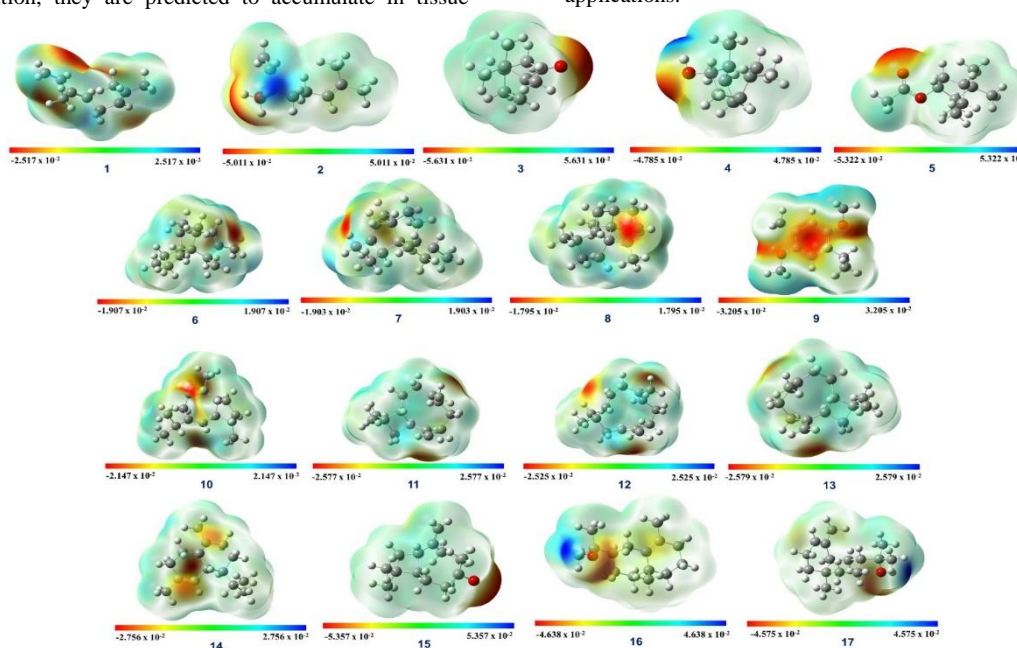 tion, they are predicted to accumulate in tissue
applications.
-2.517 x 10⁻² 2.517 x 10⁻²
1
-5.011 x 10⁻² 5.011 x 10⁻²
2
-5.631 x 10⁻² 5.631 x 10⁻²
3
-4.785 x 10⁻² 4.785 x 10⁻²
4
-5.322 x 10⁻² 5.322 x
5
-1.907 x 10⁻² 1.907 x 10⁻²
6
-1.903 x 10⁻² 1.903 x 10⁻²
7
-1.795 x 10⁻² 1.795 x 10⁻²
8
-3.205 x 10⁻² 3.205 x 10⁻²
9
-2.147 x 10⁻² 2.147 x 10⁻²
10
-2.577 x 10⁻² 2.577 x 10⁻²
11
-2.525 x 10⁻² 2.525 x 10⁻²
12
-2.579 x 10⁻² 2.579 x 10⁻²
13
-2.756 x 10⁻² 2.756 x 10⁻²
14
-5.357 x 10⁻² 5.357 x 10⁻²
15
-4.638 x 10⁻² 4.638 x 10⁻²
16
-4.575 x 10⁻² 4.575 x 10⁻²
17